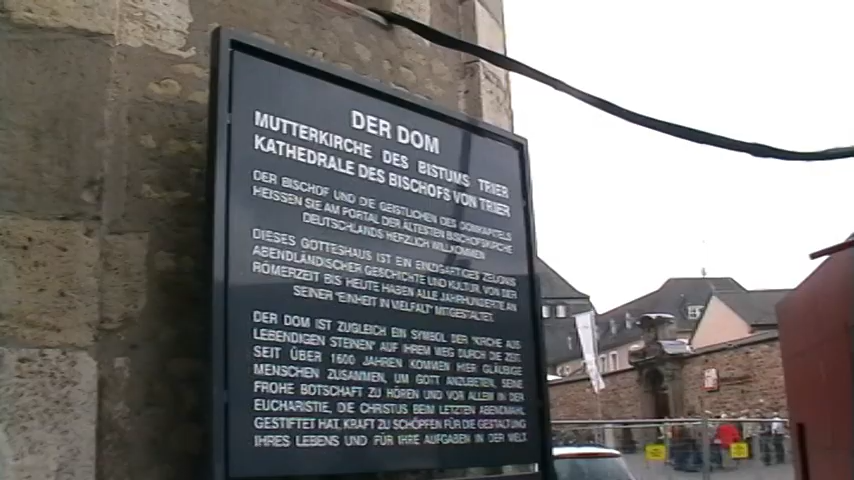 DER DOM
MUTTERKIRCHE DES BISTUMS TRIER
KATHEDRALE DES BISCHOFS VON TRIER
DER BISCHOF UND DIE GEISTLICHEN DES DOMKAPITELS
HEISSEN SIE AM PORTAL DER ÄLTESTEN BISCHOFSKIRCHE
DEUTSCHLANDS HERZLICH WILLKOMMEN
DIESES GOTTESHAUS IST EIN EINZIGARTIGES ZEUGNIS
ABENDLÄNDISCHER GESCHICHTE UND KULTUR. VON DER
RÖMERZEIT BIS HEUTE HABEN ALLE JAHRHUNDERTE AN
SEINER "EINHEIT IN VIELFALT" MITGESTALTET.
DER DOM IST ZUGLEICH EIN SYMBOL DER "KIRCHE AUS
LEBENDIGEN STEINEN" AUF IHREM WEG DURCH DIE ZEIT.
SEIT ÜBER 1600 JAHREN KOMMEN HIER GLÄUBIGE
MENSCHEN ZUSAMMEN, UM GOTT ANZUBETEN, SEINE
FROHE BOTSCHAFT ZU HÖREN UND VOR ALLEM IN DER
EUCHARISTIE, DIE CHRISTUS BEIM LETZTEN ABENDMAHL
GESTIFTET HAT, KRAFT ZU SCHÖPFEN FÜR DIE GESTALTUNG
IHRES LEBENS UND FÜR IHRE AUFGABEN IN DER WELT.